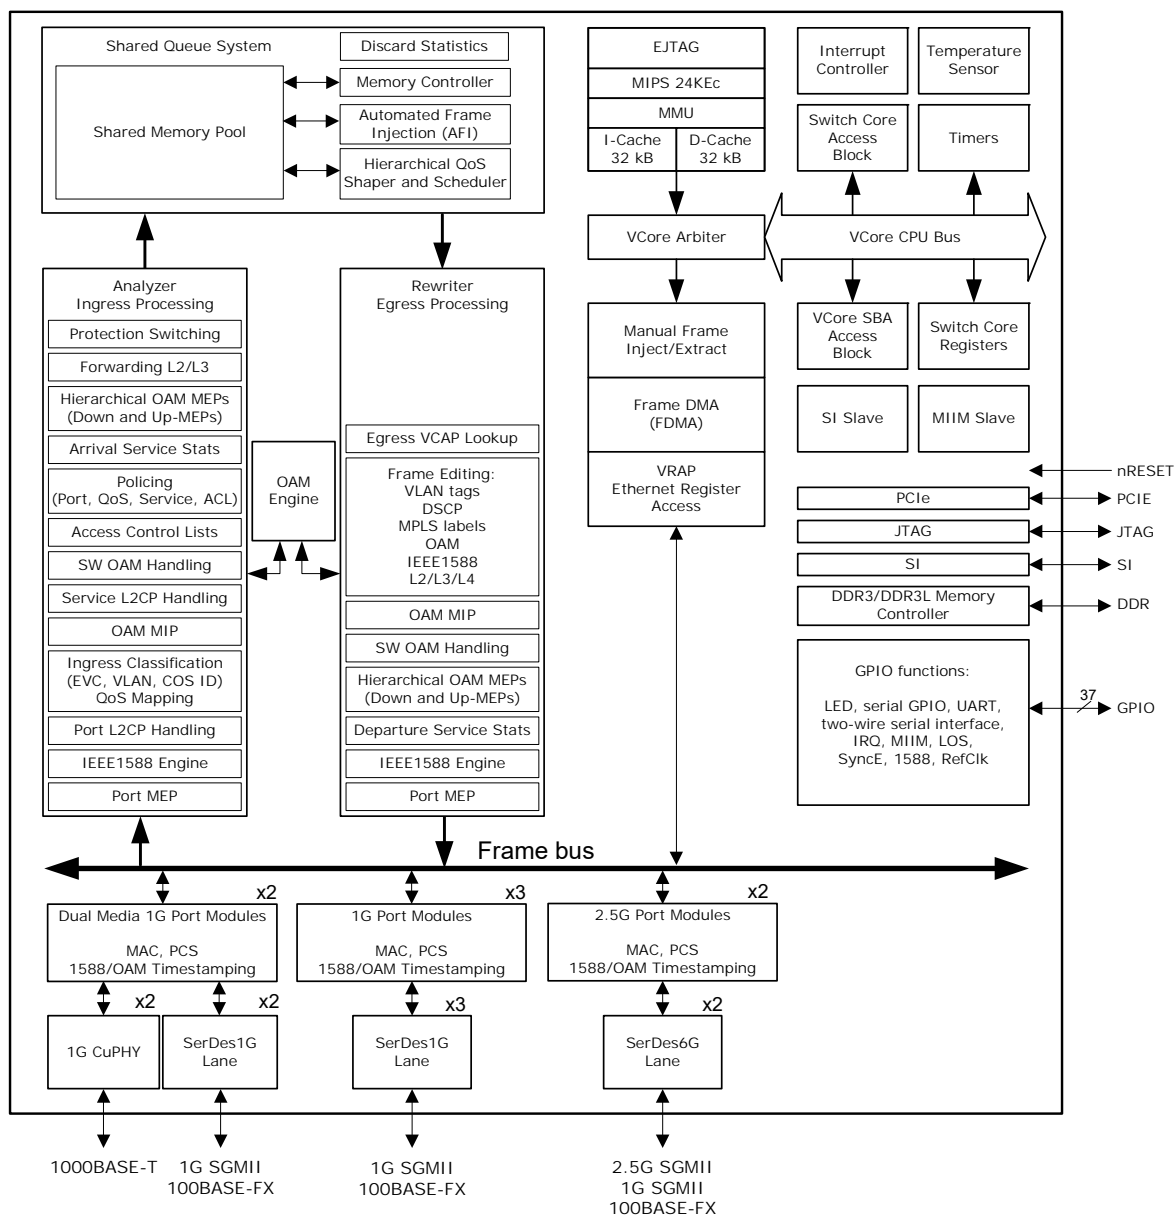 Shared Queue System
Discard Statistics
Shared Memory Pool
Memory Controller
Automated Frame
Injection (AFI)
Hierarchical QoS
Shaper and Scheduler
EJTAG
MIPS 24KEc
MMU
I-Cache
32 kB
D-Cache
32 kB
Interrupt
Controller
Temperature
Sensor
Switch Core
Access
Block
Timers
VCore Arbiter
VCore CPU Bus
Analyzer
Ingress Processing
Protection Switching
Forwarding L2/L3
Hierarchical OAM MEPs
(Down and Up-MEPs)
Arrival Service Stats
Policing
(Port, QoS, Service, ACL)
Access Control Lists
SW OAM Handling
Service L2CP Handling
OAM MIP
Ingress Classification
(EVC, VLAN, COS ID)
QoS Mapping
Port L2CP Handling
IEEE1588 Engine
Port MEP
OAM
Engine
Rewriter
Egress Processing
Egress VCAP Lookup
Frame Editing:
VLAN tags
DSCP
MPLS labels
OAM
IEEE1588
L2/L3/L4
OAM MIP
SW OAM Handling
Hierarchical OAM MEPs
(Down and Up-MEPs)
Departure Service Stats
IEEE1588 Engine
Port MEP
Manual Frame
Inject/Extract
Frame DMA
(FDMA)
VRAP
Ethernet Register
Access
VCore SBA
Access
Block
Switch Core
Registers
SI Slave
MIIM Slave
nRESET
PCIe
PCIE
JTAG
JTAG
SI
SI
DDR3/DDR3L Memory
Controller
DDR
GPIO functions:
LED, serial GPIO, UART,
two-wire serial interface,
IRQ, MIIM, LOS,
SyncE, 1588, RefClk
37
GPIO
Frame bus
x2
Dual Media 1G Port Modules
MAC, PCS
1588/OAM Timestamping
x3
1G Port Modules
MAC, PCS
1588/OAM Timestamping
x2
2.5G Port Modules
MAC, PCS
1588/OAM Timestamping
x2
1G CuPHY
x2
SerDes1G
Lane
x3
SerDes1G
Lane
x2
SerDes6G
Lane
1000BASE-T
1G SGMII
100BASE-FX
1G SGMII
100BASE-FX
2.5G SGMII
1G SGMII
100BASE-FX